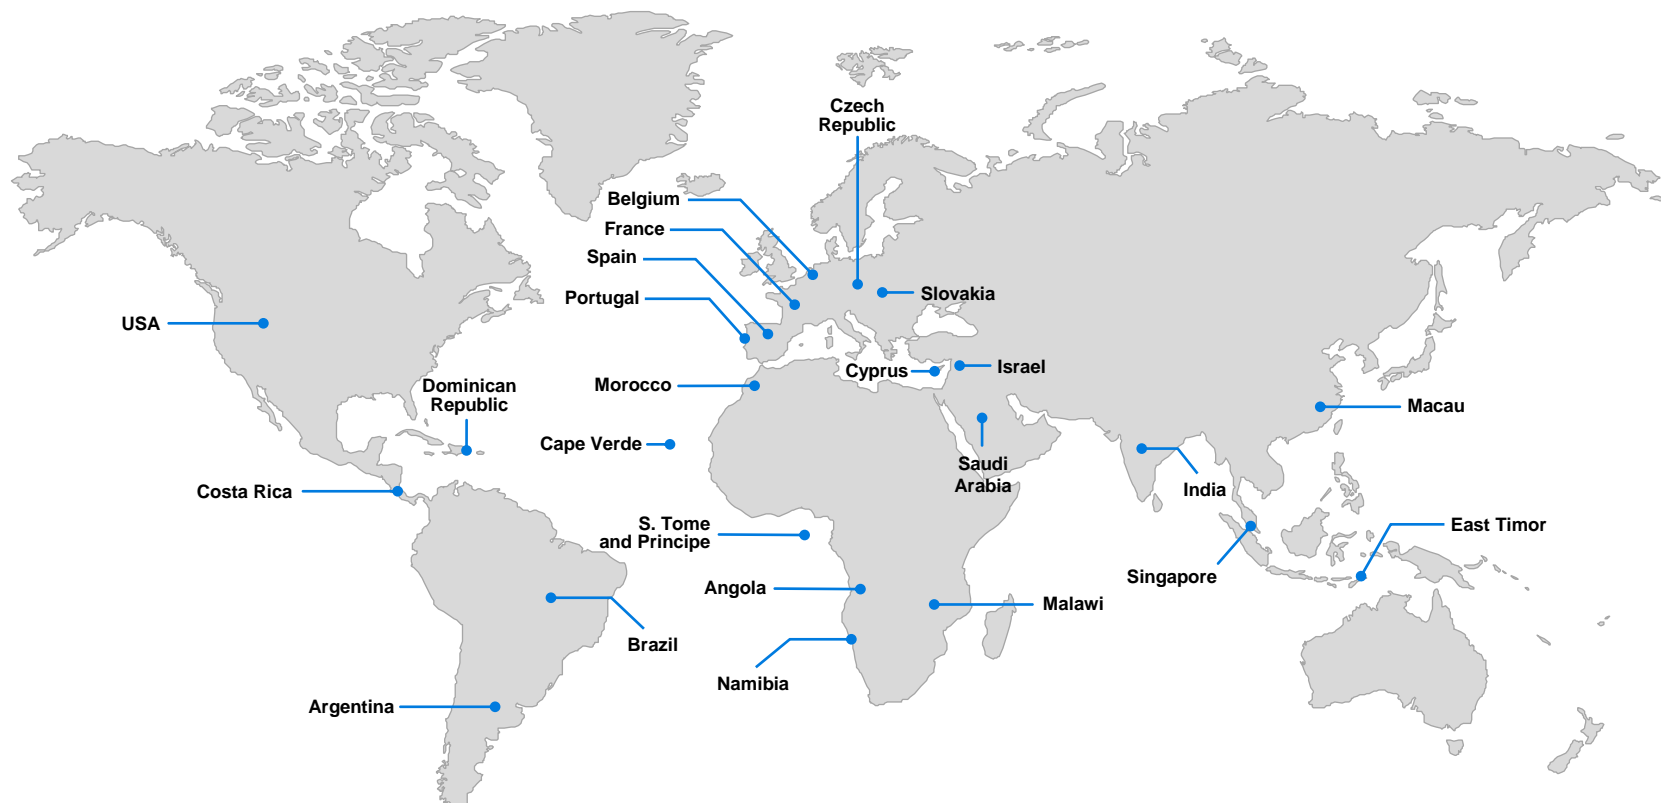 Czech
Republic
Belgium
France
Spain
Portugal
Slovakia
USA
Israel
Cyprus
Morocco
Dominican
Republic
Macau
Cape Verde
Saudi
Arabia
India
Costa Rica
S. Tome
and Principe
East Timor
Singapore
Angola
Malawi
Brazil
Namibia
Argentina